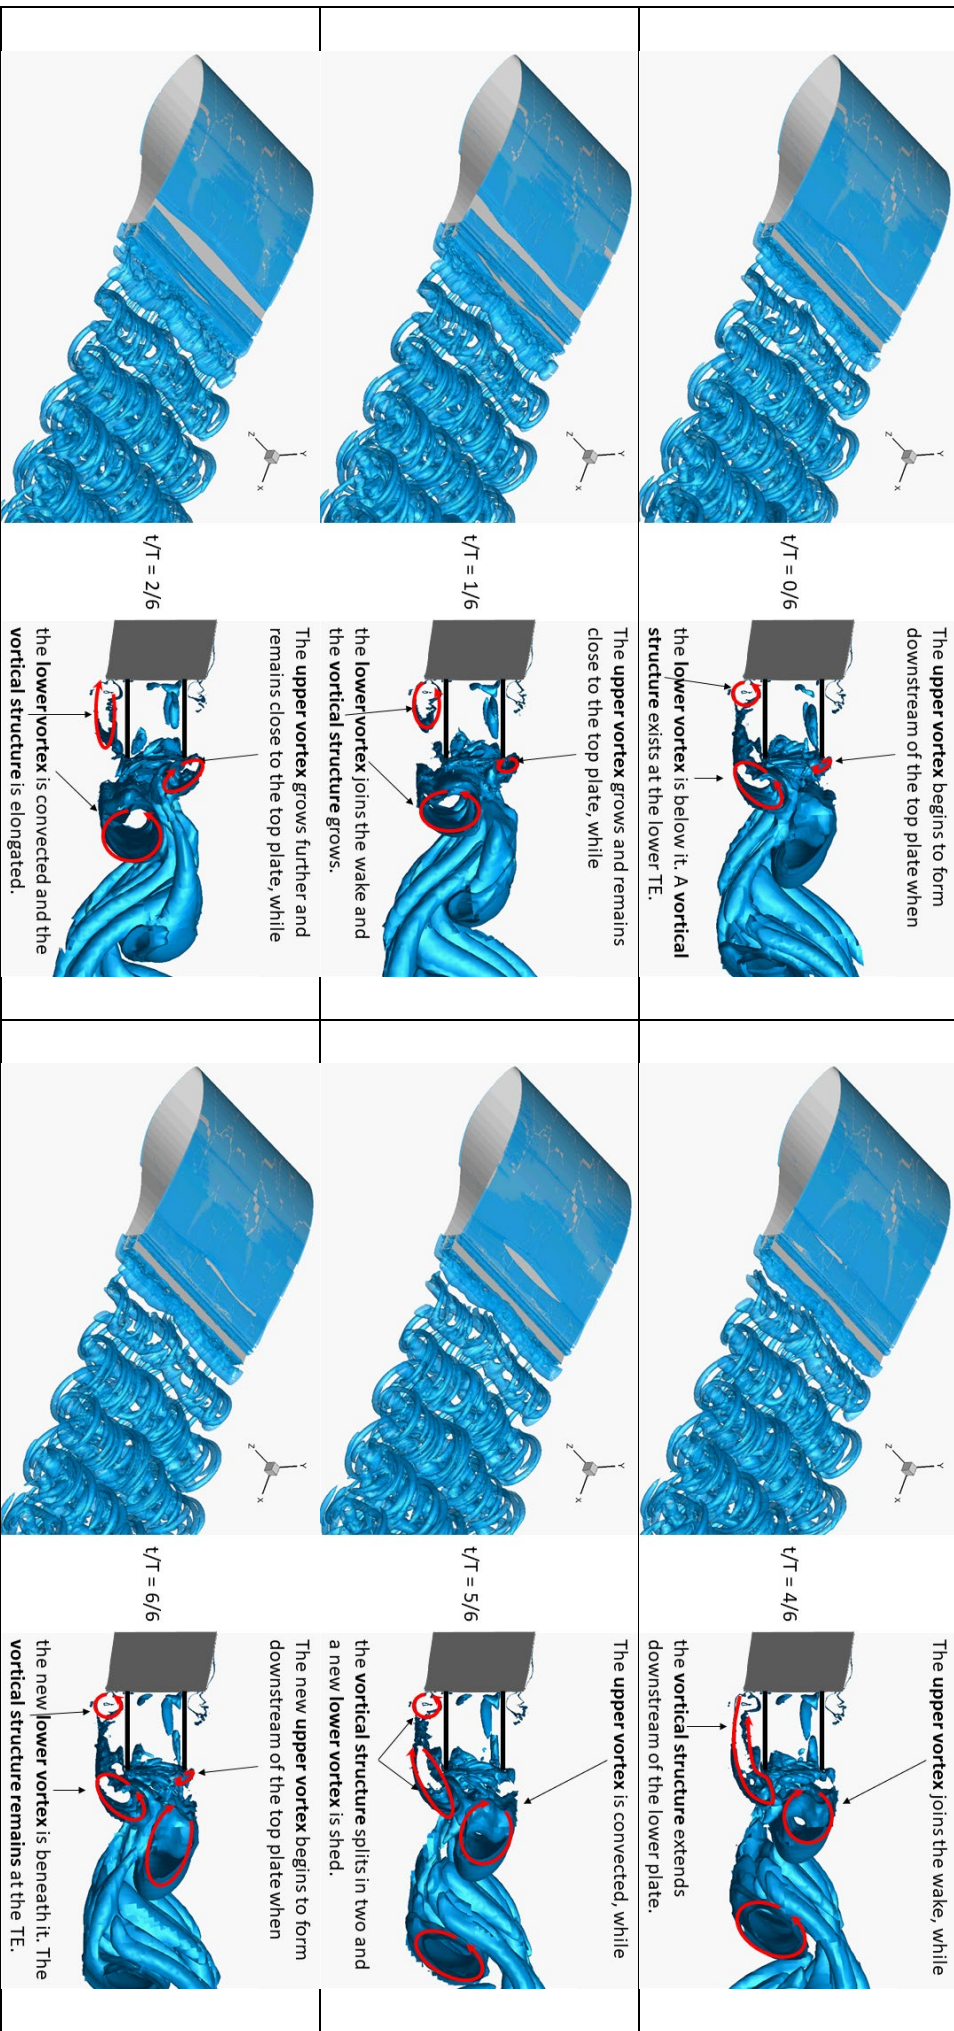 Y
Z
X
t/T = 0/6
The upper vortex begins to form
downstream of the top plate when
the lower vortex is below it. A vortical
structure exists at the lower TE.
Y
Z
X
t/T = 4/6
The upper vortex joins the wake, while
the vortical structure extends
downstream of the lower plate.
Y
Z
X
t/T = 1/6
The upper vortex grows and remains
close to the top plate, while
the lower vortex joins the wake and
the vortical structure grows.
Y
Z
X
t/T = 5/6
The upper vortex is convected, while
the vortical structure splits in two and
a new lower vortex is shed.
Y
Z
X
t/T = 2/6
The upper vortex grows further and
remains close to the top plate, while
the lower vortex is convected and the
vortical structure is elongated.
Y
Z
X
t/T = 6/6
The new upper vortex begins to form
downstream of the top plate when
the new lower vortex is beneath it. The
vortical structure remains at the TE.